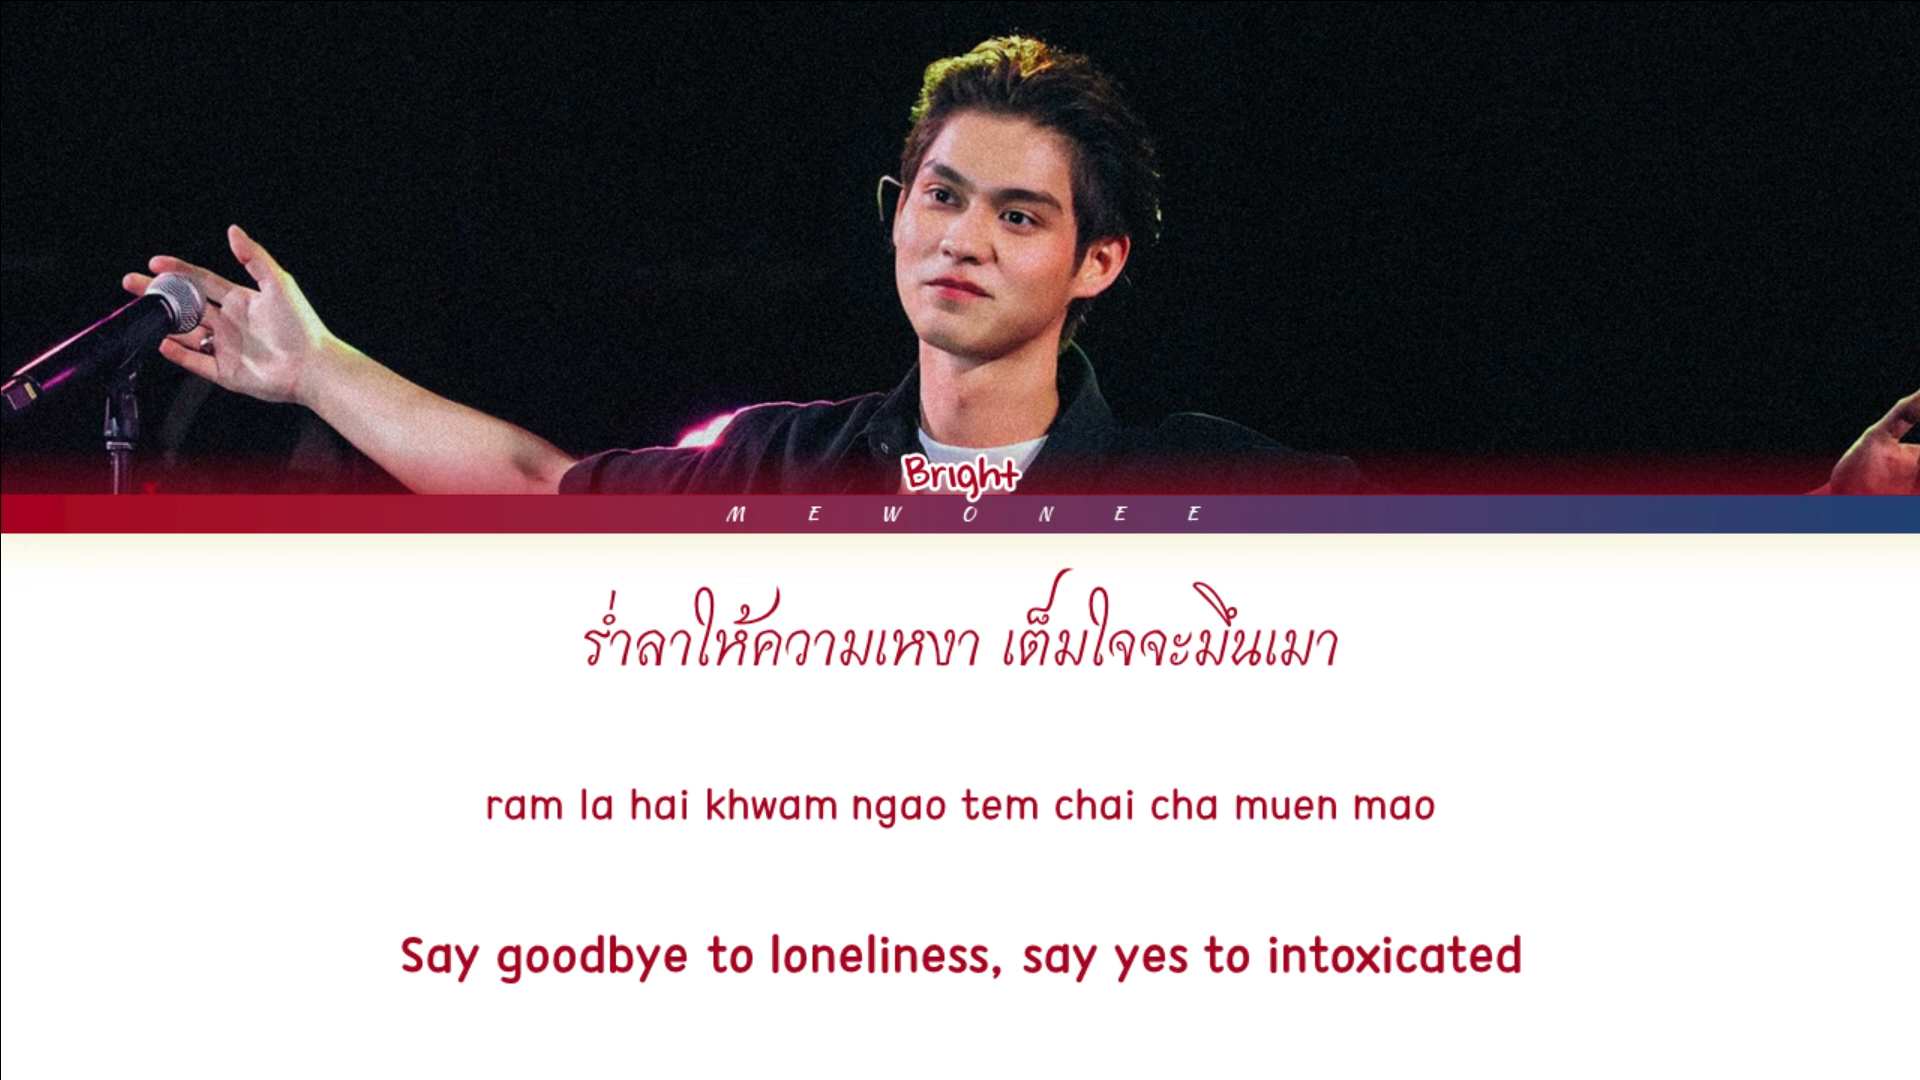 Bright
MEWONEE
ร่ำลาให้ความเหงา เต็มใจจะมึนเมา
ram la hai khwam ngao tem chai cha muen mao
Say goodbye to loneliness, say yes to intoxicated